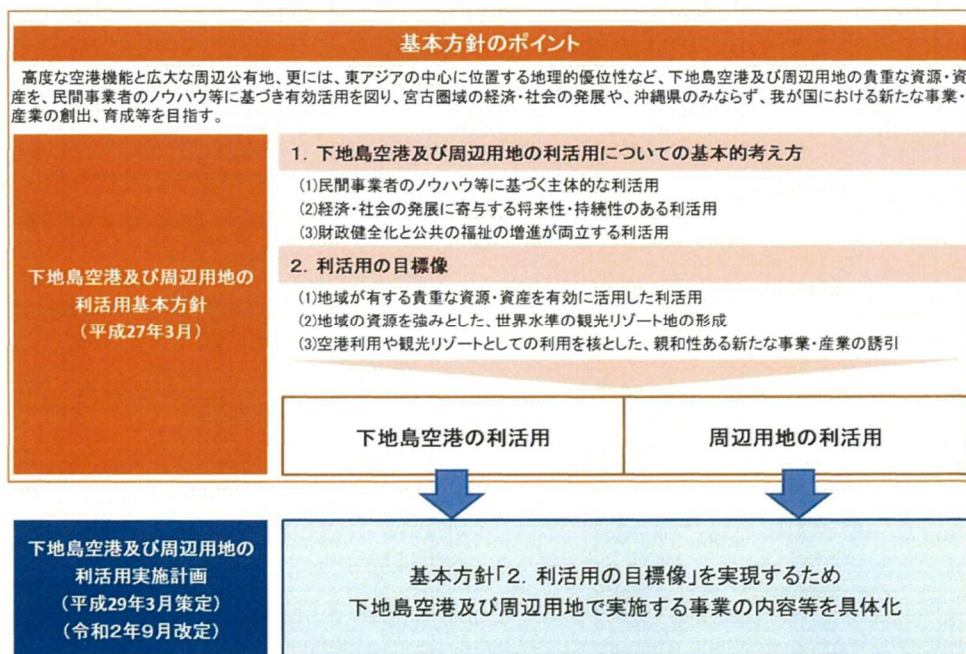 基本方針のポイント
高度な空港機能と広大な周辺公有地、更には、東アジアの中心に位置する地理的優位性など、下地島空港及び周辺用地の貴重な資源・資
産を、民間事業者のノウハウ等に基づき有効活用を図り、宮古圏域の経済・社会の発展や、沖縄県のみならず、我が国における新たな事業・
産業の創出、育成等を目指す。
下地島空港及び周辺用地の
利活用基本方針
(平成27年3月)
1．下地島空港及び周辺用地の利活用についての基本的考え方
(1)民間事業者のノウハウ等に基づく主体的な利活用
(2)経済・社会の発展に寄与する将来性・持続性のある利活用
(3)財政健全化と公共の福祉の増進が両立する利活用
2．利活用の目標像
(1)地域が有する貴重な資源・資産を有効に活用した利活用
(2)地域の資源を強みとした、世界水準の観光リゾート地の形成
(3)空港利用や観光リゾートとしての利用を核とした、親和性ある新たな事業・産業の誘引
下地島空港の利活用
周辺用地の利活用
下地島空港及び周辺用地の
利活用実施計画
(平成29年3月策定)
(令和2年9月改定)
基本方針「2．利活用の目標像」を実現するため
下地島空港及び周辺用地で実施する事業の内容等を具体化